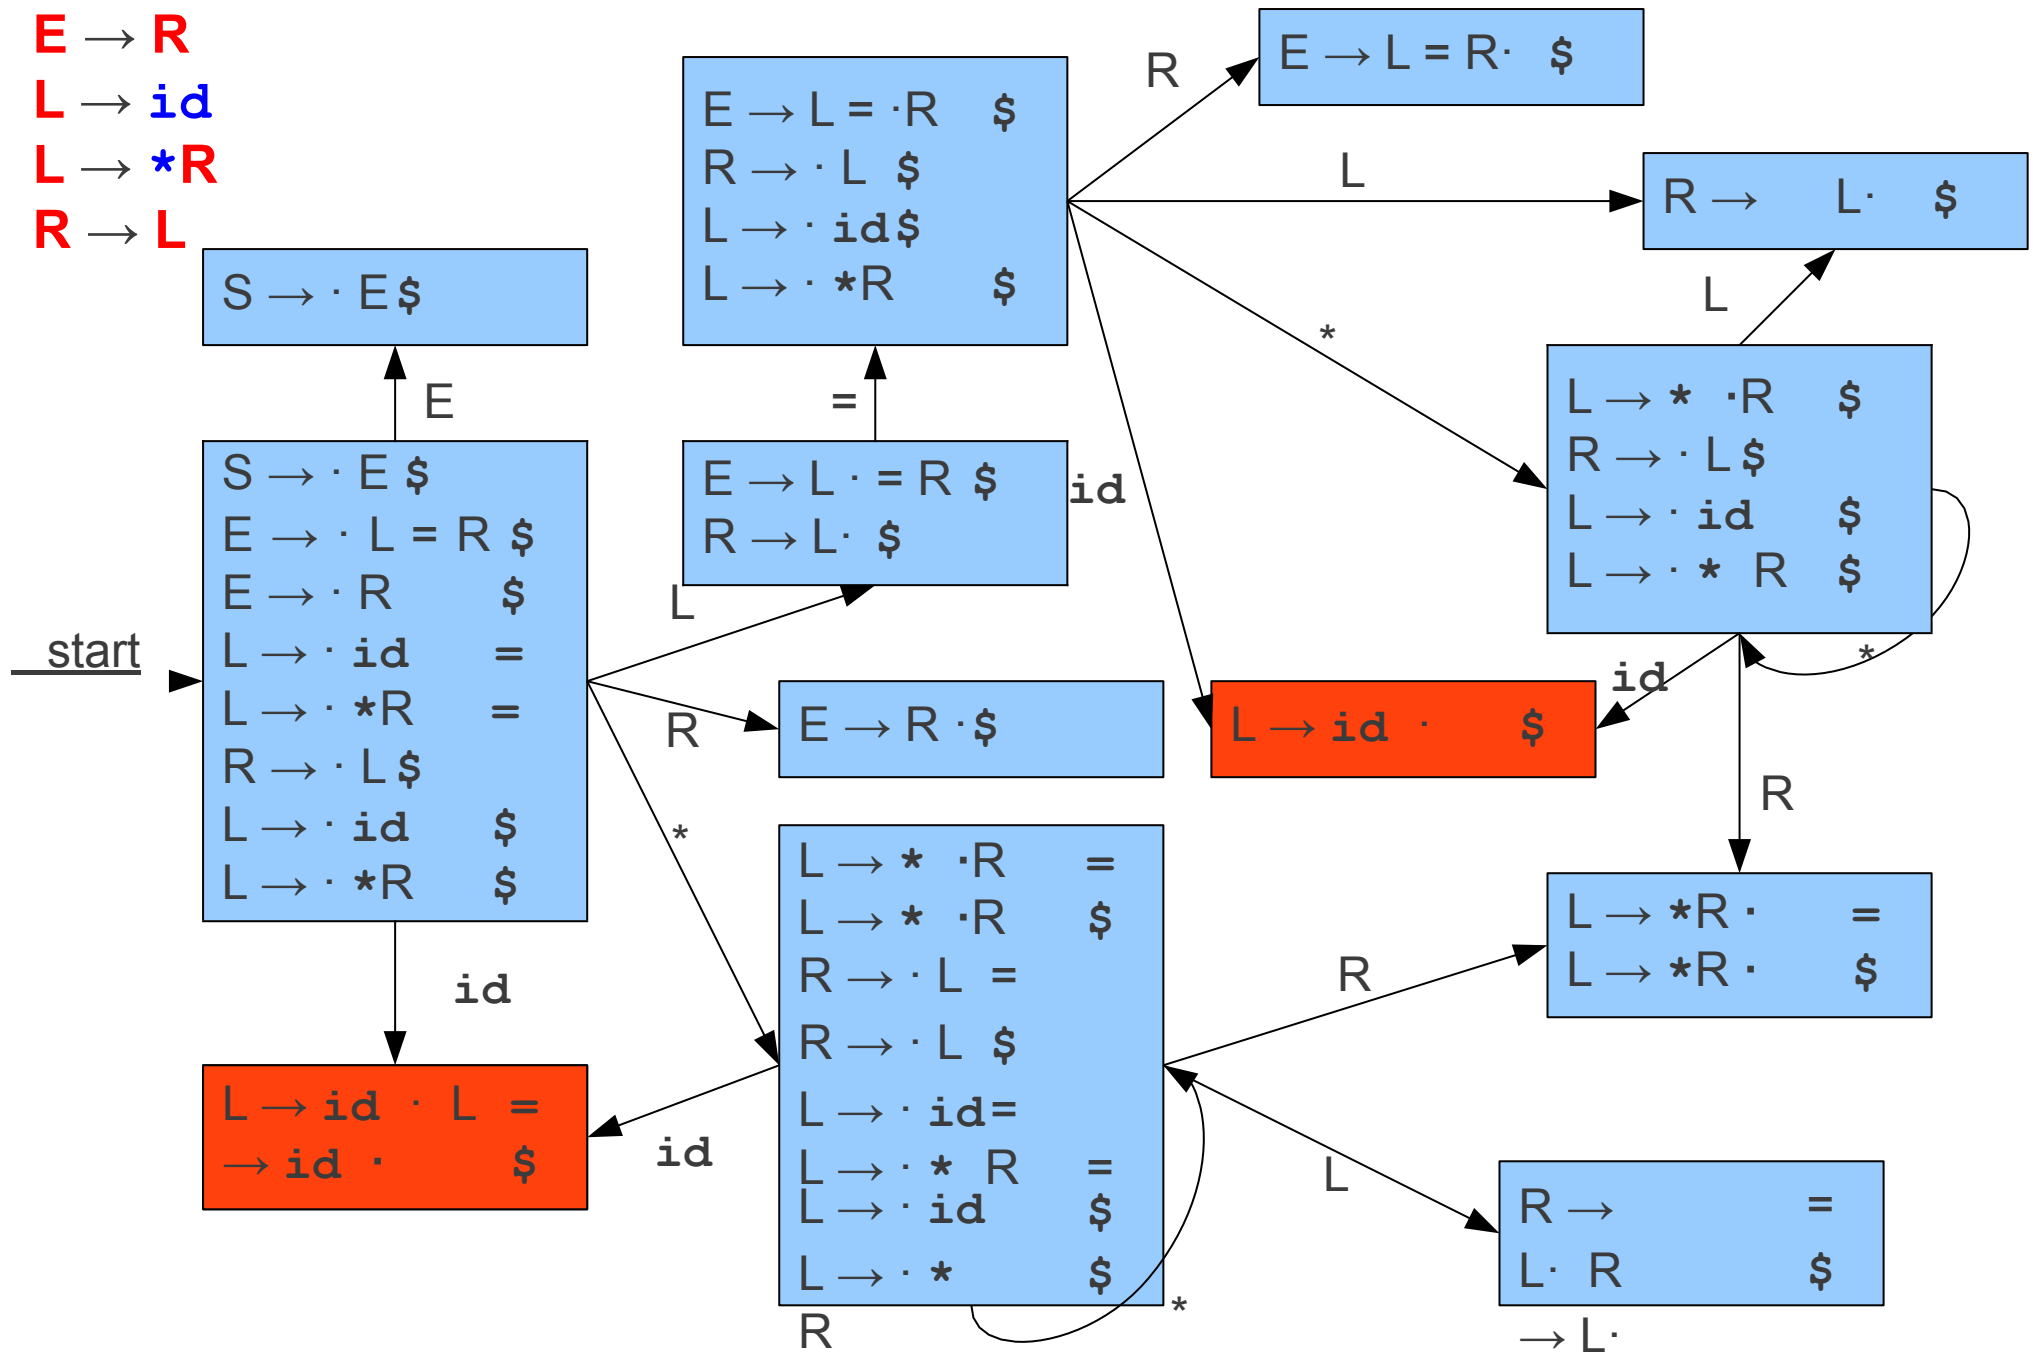 E → R
L → id
L → *R
R → L
S → · E $
E
start
S → · E $
E → · L = R $
E → · R $
L → · id =
L → · *R =
R → · L $
L → · id $
L → · *R $
id
L → id · L =
→ id · $
E → L = ·R $
R → · L $
L → · id $
L → · *R $
=
E → L · = R $
R → L· $
L
R
E → R · $
*
id
L → * ·R =
L → * ·R $
R → · L =
R → · L $
L → · id =
L → · * R =
L → · id $
L → · * $
R
*
R
E → L = R· $
L
R → L· $
*
id
L → id · $
L
L → * ·R $
R → · L $
L → · id $
L → · * R $
*
id
R
L → *R · =
L → *R · $
R
L
R → =
L· R $
→ L·